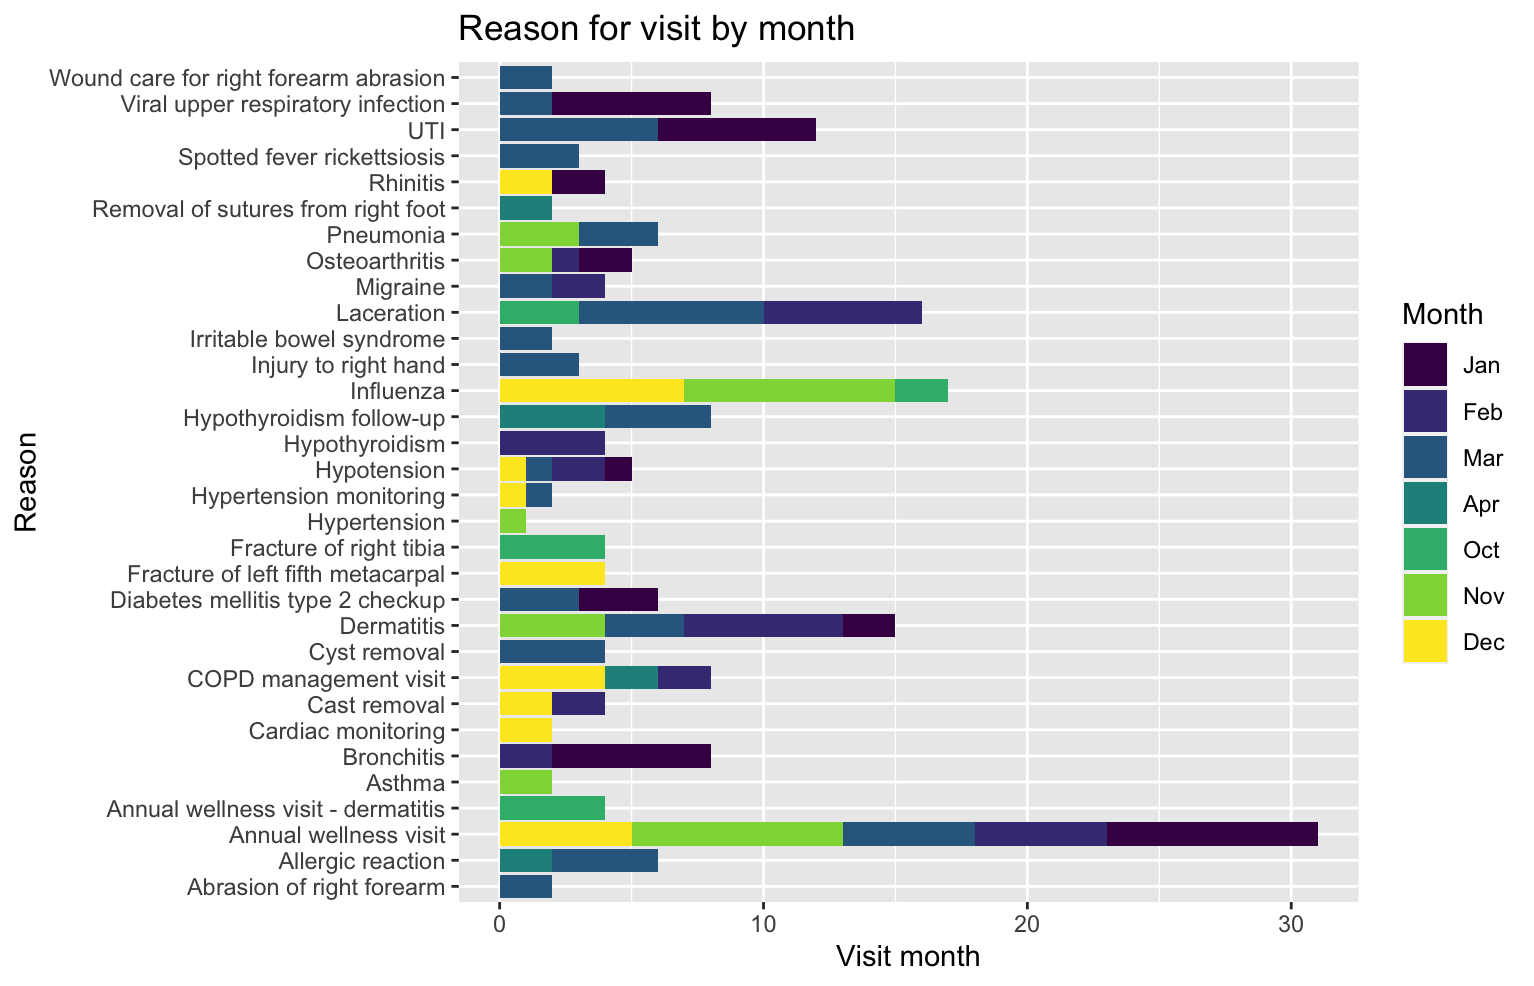 Reason for visit by month
Wound care for right forearm abrasion
Viral upper respiratory infection
UTI
Spotted fever rickettsiosis
Rhinitis
Removal of sutures from right foot
Pneumonia
Osteoarthritis
Migraine
Laceration
Irritable bowel syndrome
Injury to right hand
Influenza
Hypothyroidism follow-up
Hypothyroidism
Hypotension
Hypertension monitoring
Hypertension
Fracture of right tibia
Fracture of left fifth metacarpal
Diabetes mellitis type 2 checkup
Dermatitis
Cyst removal
COPD management visit
Cast removal
Cardiac monitoring
Bronchitis
Asthma
Annual wellness visit - dermatitis
Annual wellness visit
Allergic reaction
Abrasion of right forearm
Reason
0 10 20 30
Visit month
Month
Jan
Feb
Mar
Apr
Oct
Nov
Dec